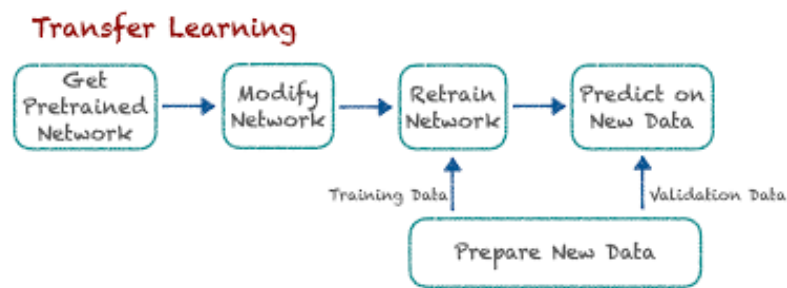 Transfer Learning
Get
Pretrained
Network
Modify
Network
Retrain
Network
Predict on
New Data
Training Data
Validation Data
Prepare New Data